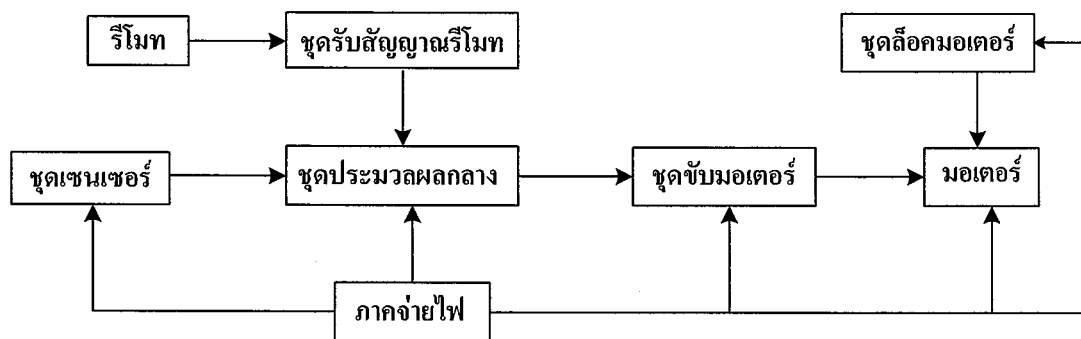 รีโมท
ชุดรับสัญญาณรีโมท
ชุดล็อคมอเตอร์
ชุดเซนเซอร์
ชุดประมวลผลกลาง
ชุดขับมอเตอร์
มอเตอร์
ภาคจ่ายไฟ